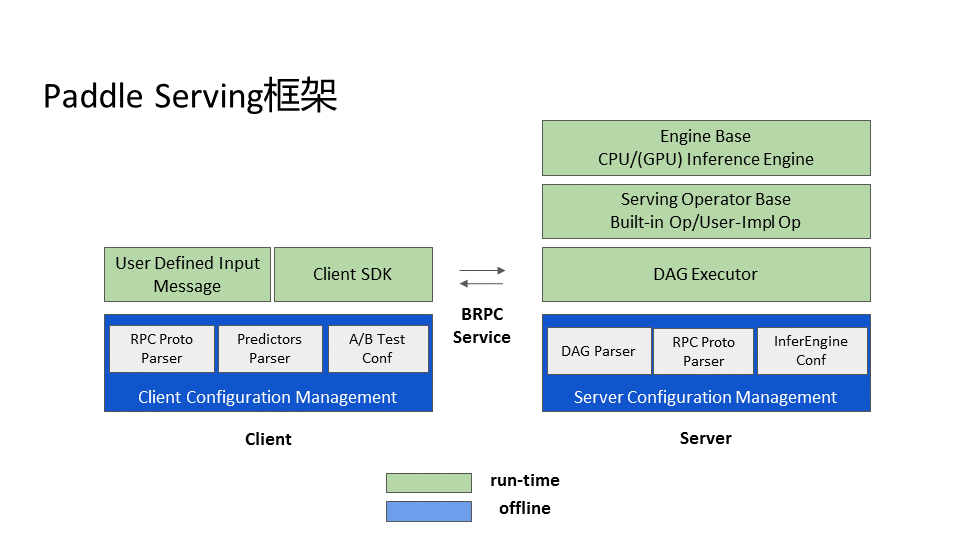 Paddle Serving框架
Engine Base
CPU/(GPU) Inference Engine
Serving Operator Base
Built-in Op/User-Impl Op
User Defined Input
Message
Client SDK
DAG Executor
BRPC
Service
RPC Proto
Parser
Predictors
Parser
A/B Test
Conf
Client Configuration Management
DAG Parser
RPC Proto
Parser
InferEngine
Conf
Server Configuration Management
Client
Server
run-time
offline